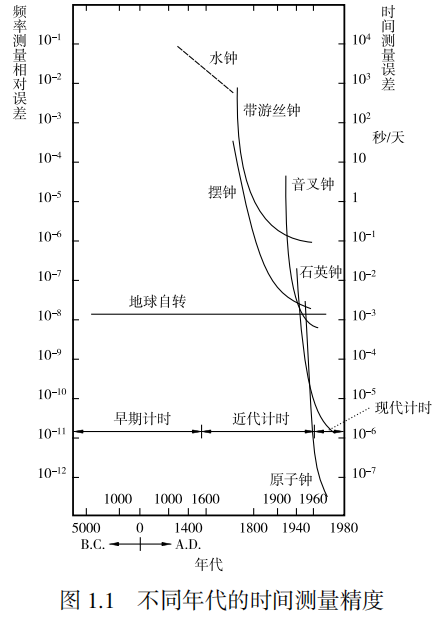 频率测量相对误差
时间测量误差
10⁻¹
10⁻²
10⁻³
10⁻⁴
10⁻⁵
10⁻⁶
10⁻⁷
10⁻⁸
10⁻⁹
10⁻¹⁰
10⁻¹¹
10⁻¹²
10⁴
10³
10²
秒/天
10
1
10⁻¹
10⁻²
10⁻³
10⁻⁴
10⁻⁵
10⁻⁶
10⁻⁷
水钟
带游丝钟
摆钟
音叉钟
石英钟
地球自转
早期计时
近代计时
现代计时
原子钟
1000 1000 1600 1900 1960
5000 0 1400 1800 1940 1980
B.C. A.D.
年代
图 1.1 不同年代的时间测量精度